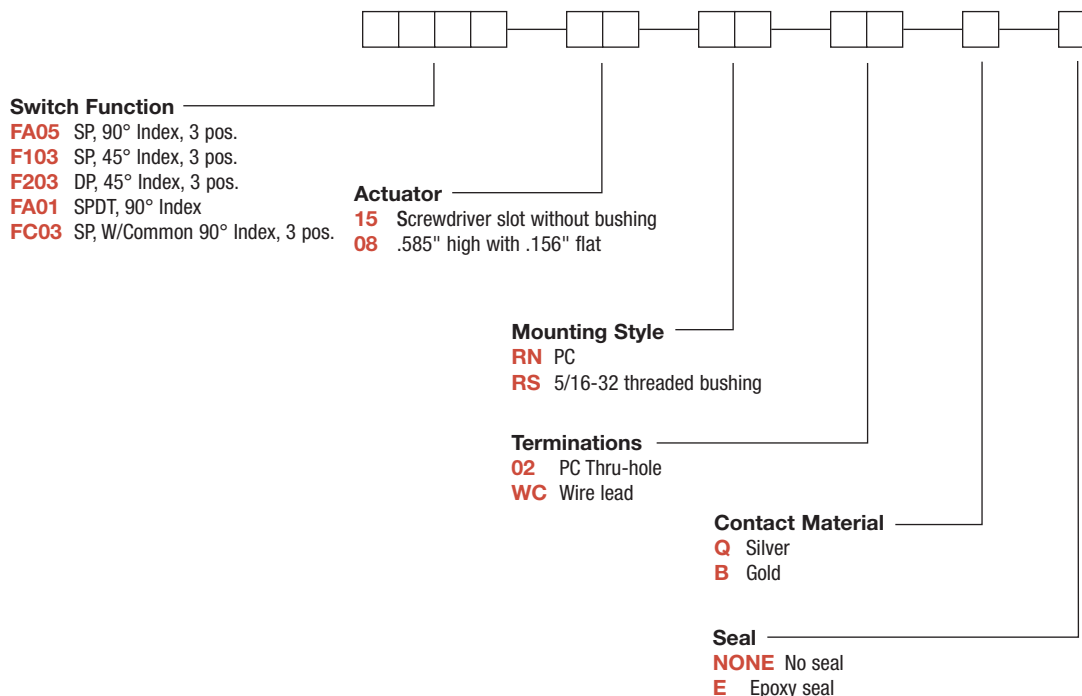 Switch Function
FA05 SP, 90° Index, 3 pos.
F103 SP, 45° Index, 3 pos.
F203 DP, 45° Index, 3 pos.
FA01 SPDT, 90° Index
FC03 SP, W/Common 90° Index, 3 pos.
Actuator
15 Screwdriver slot without bushing
08 .585" high with .156" flat
Mounting Style
RN PC
RS 5/16-32 threaded bushing
Terminations
02 PC Thru-hole
WC Wire lead
Contact Material
Q Silver
B Gold
Seal
NONE No seal
E Epoxy seal